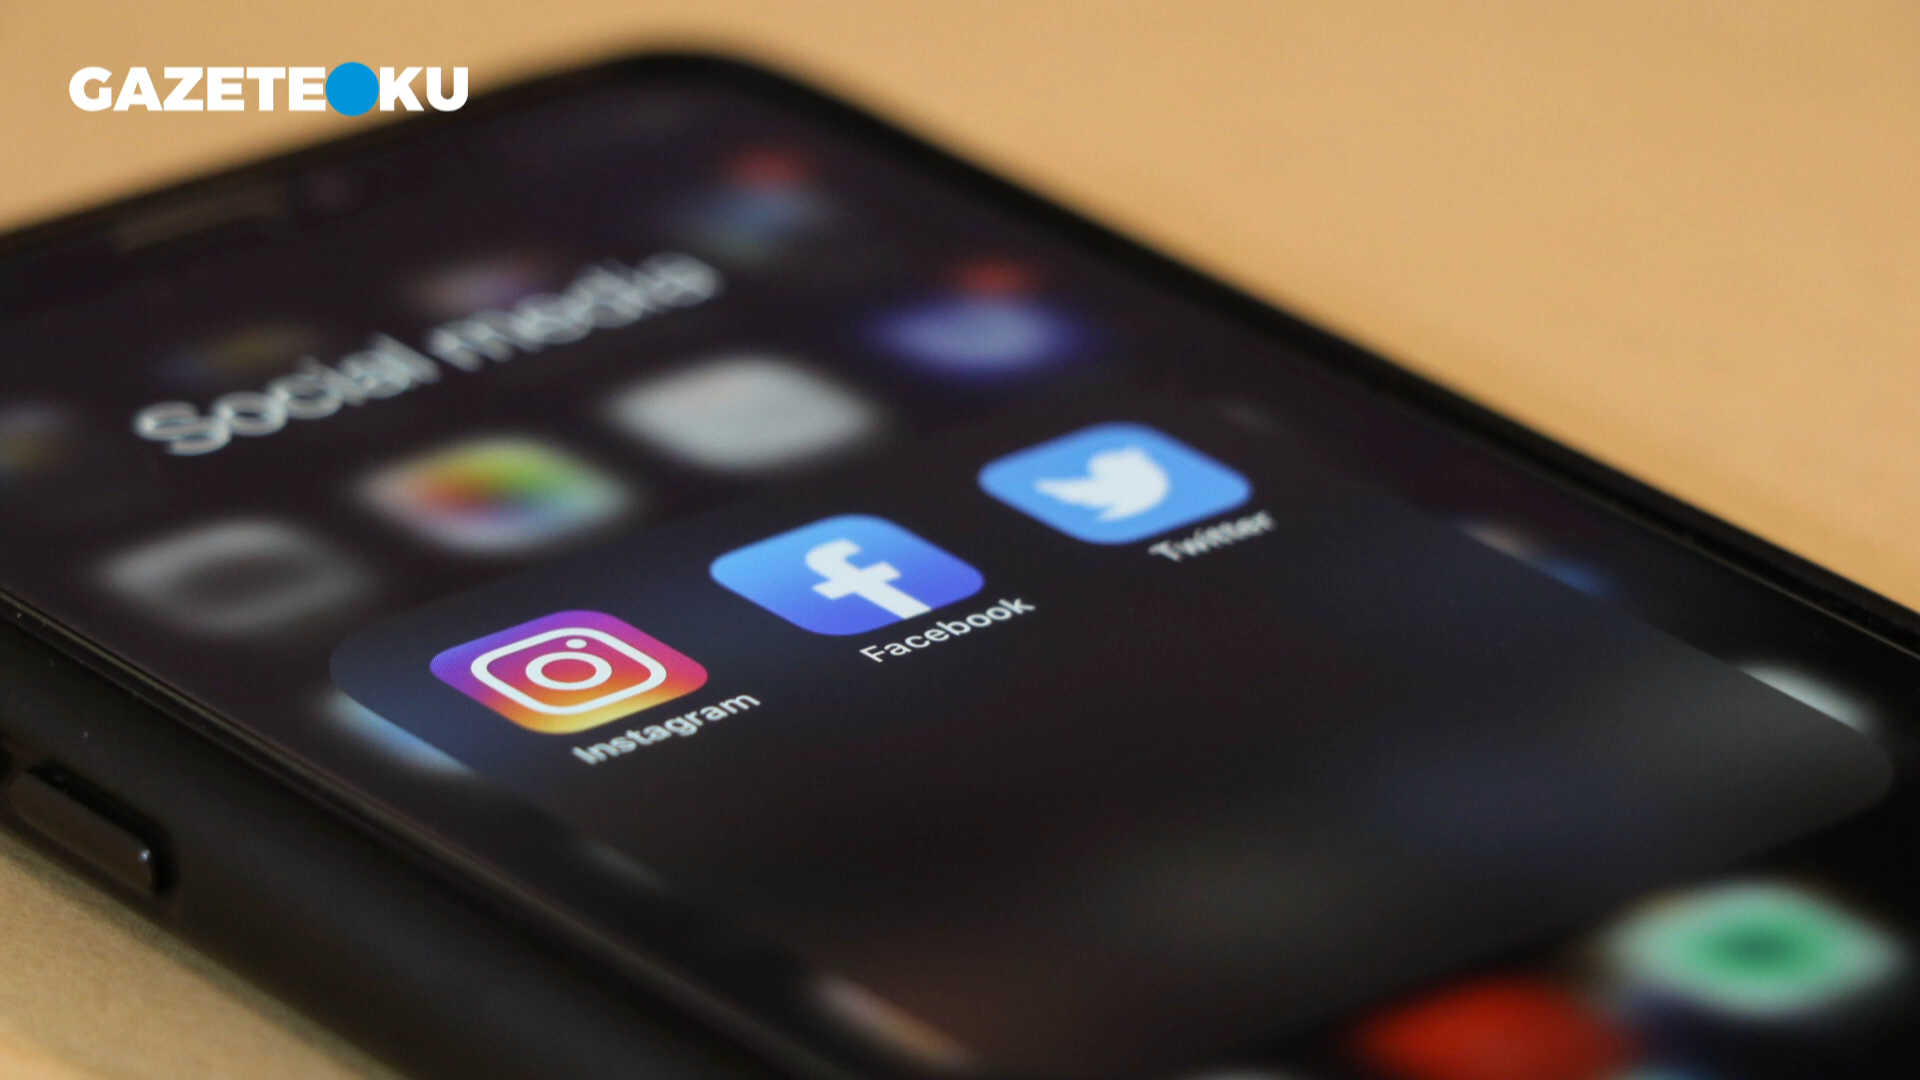 GAZETEOKU
Social media
Twitter
Facebook
Instagram